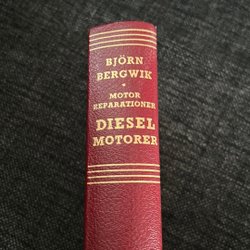 BJÖRN
BERGWIK
MOTOR
REPARATIONER
DIESEL
MOTORER